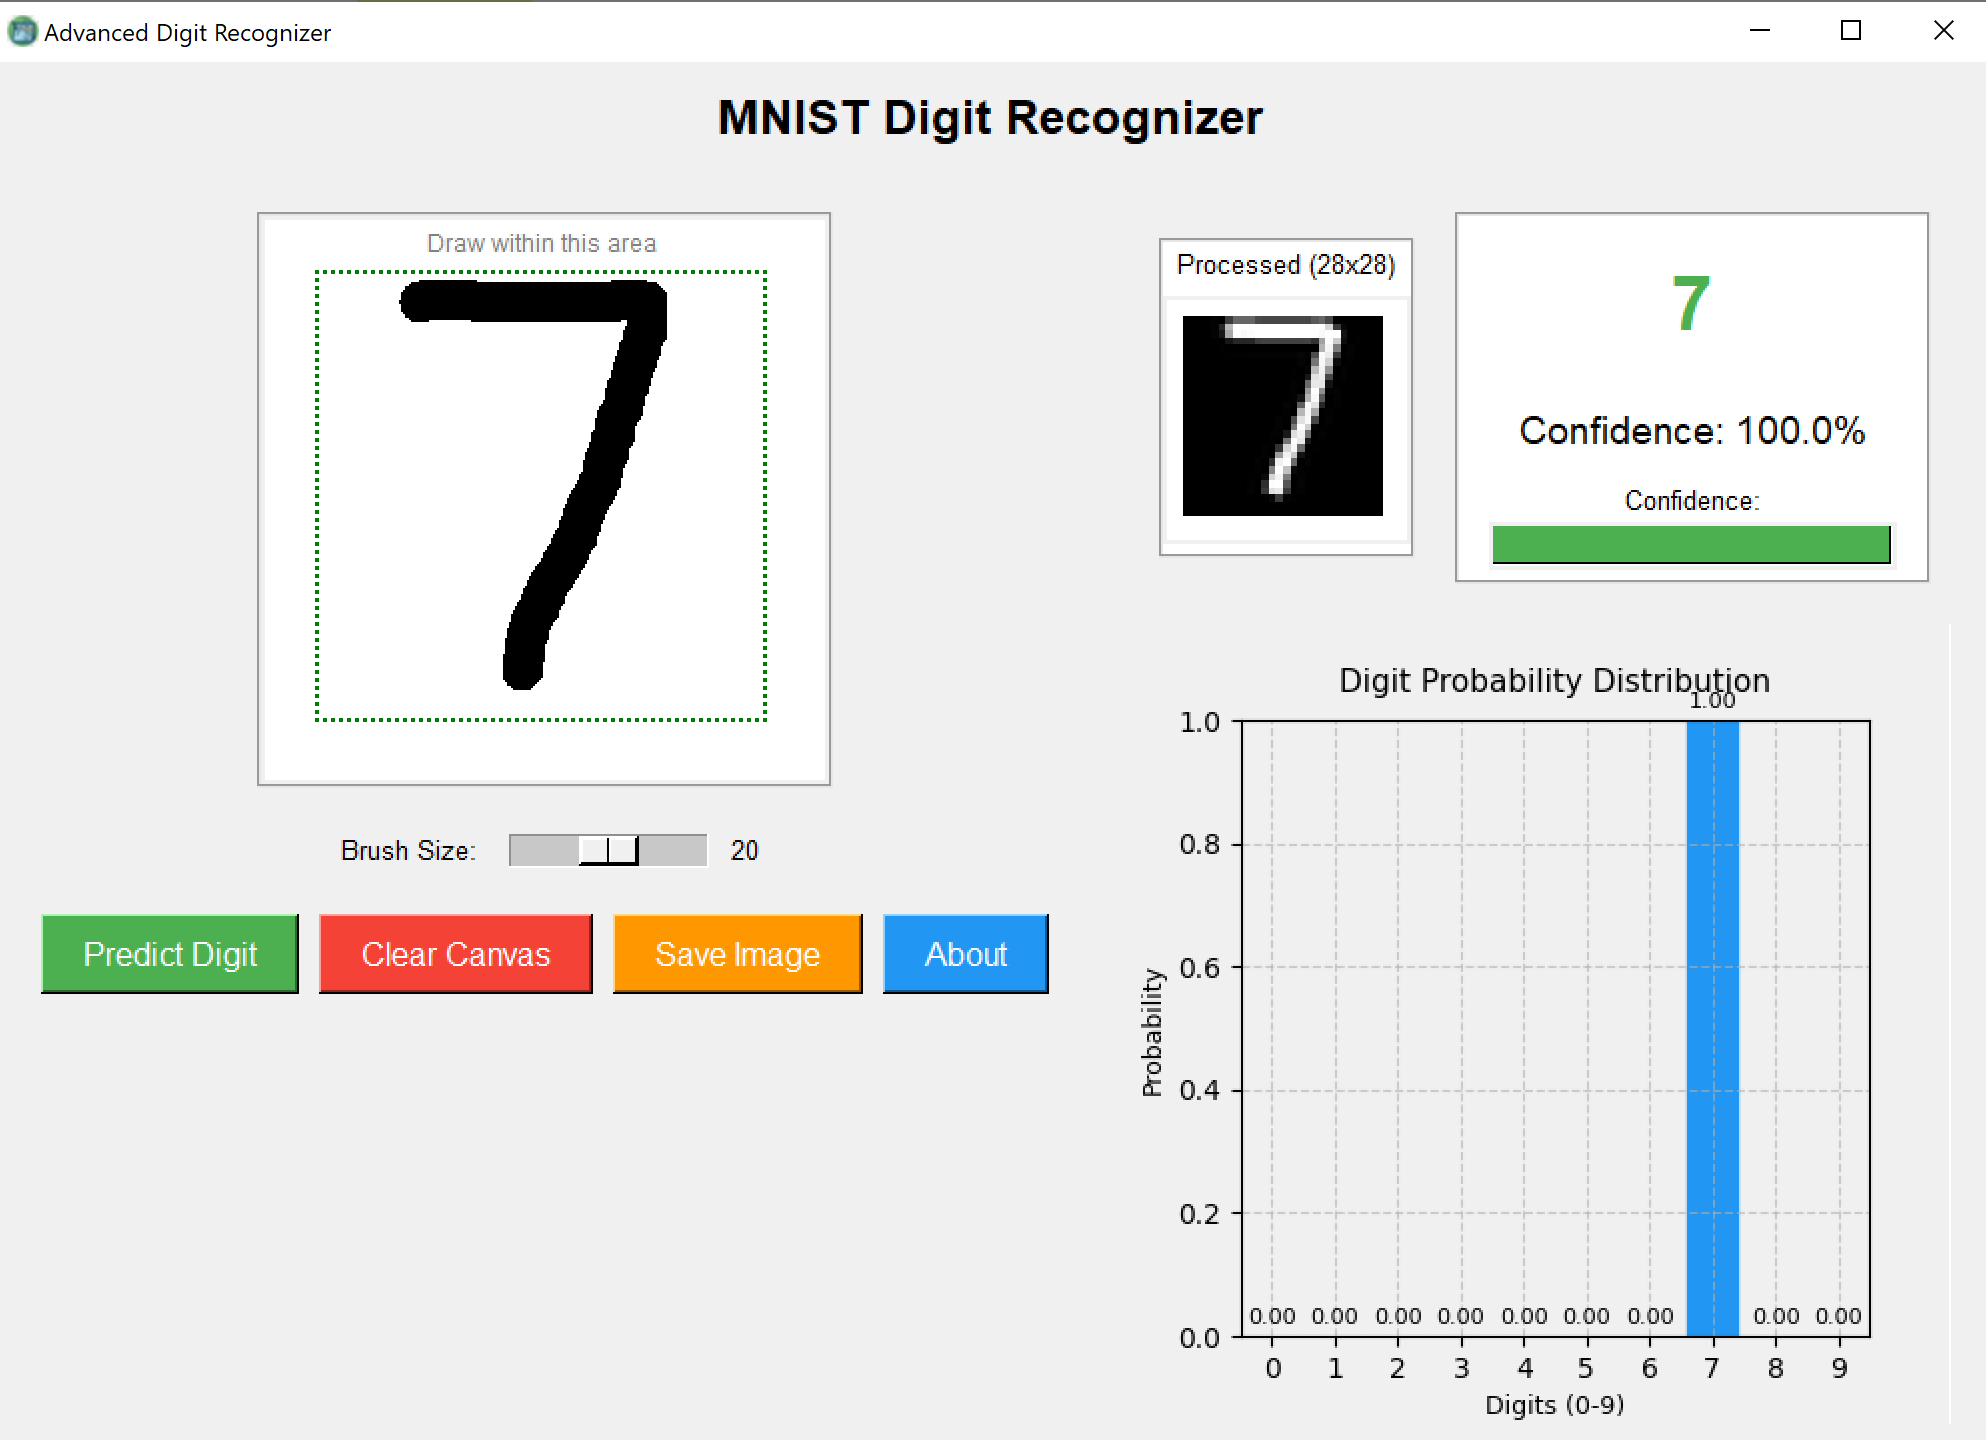 Advanced Digit Recognizer
MNIST Digit Recognizer
Draw within this area
7
Brush Size:
20
Predict Digit
Clear Canvas
Save Image
About
Processed (28x28)
7
7
Confidence: 100.0%
Confidence:
Digit Probability Distribution
1.00
1.0
0.8
0.6
0.4
0.2
0.0
Probability
0.00 0.00 0.00 0.00 0.00 0.00 0.00 0.00 0.00
0 1 2 3 4 5 6 7 8 9
Digits (0-9)